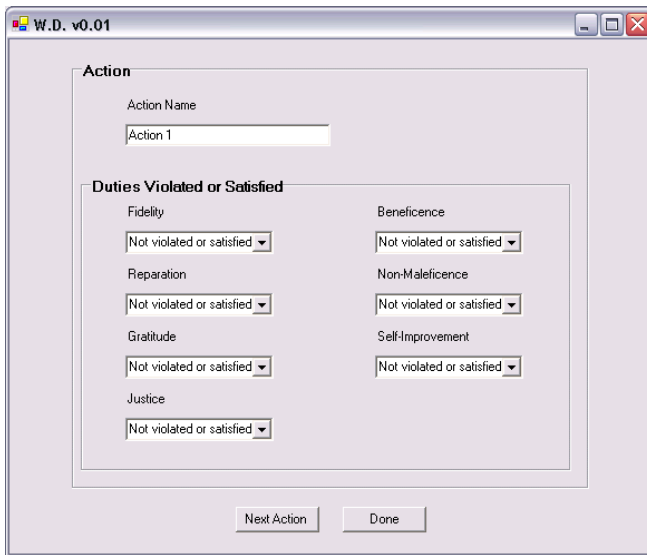 W.D. v0.01
Action
Action Name
Action 1
Duties Violated or Satisfied
Fidelity
Beneficence
Not violated or satisfied
Not violated or satisfied
Reparation
Non-Maleficence
Not violated or satisfied
Not violated or satisfied
Gratitude
Self-Improvement
Not violated or satisfied
Not violated or satisfied
Justice
Not violated or satisfied
Next Action
Done